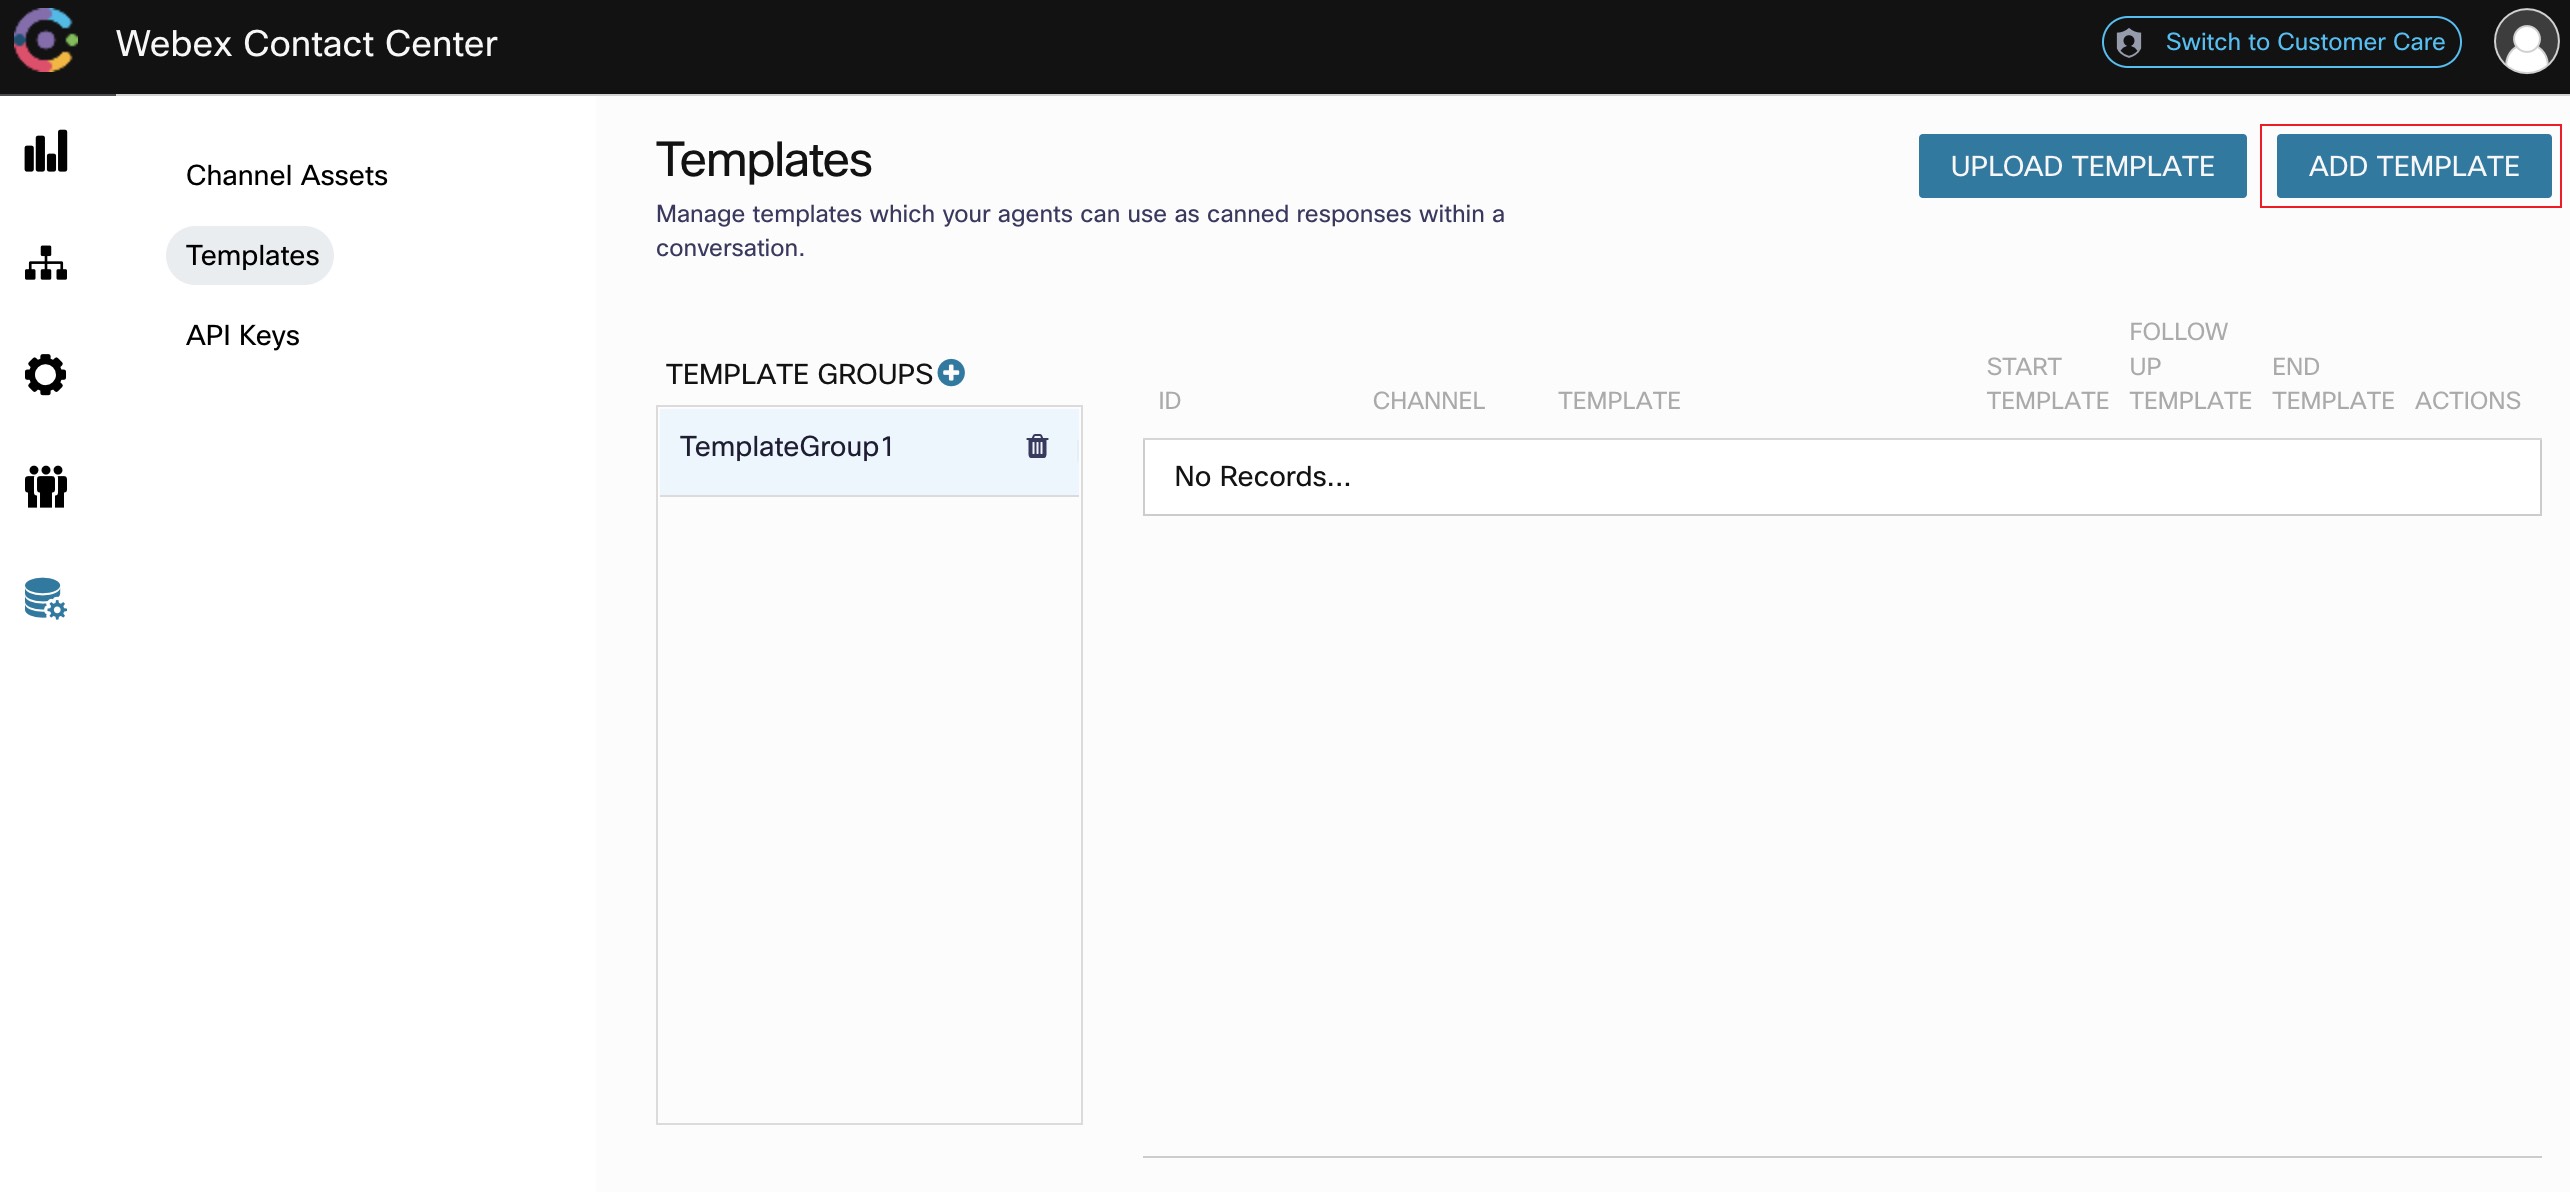 Webex Contact Center
Switch to Customer Care
Channel Assets
Templates
API Keys
Templates
Manage templates which your agents can use as canned responses within a
conversation.
UPLOAD TEMPLATE
ADD TEMPLATE
TEMPLATE GROUPS
TemplateGroup1
ID
CHANNEL
TEMPLATE
START
TEMPLATE
FOLLOW
UP
TEMPLATE
END
TEMPLATE
ACTIONS
No Records...